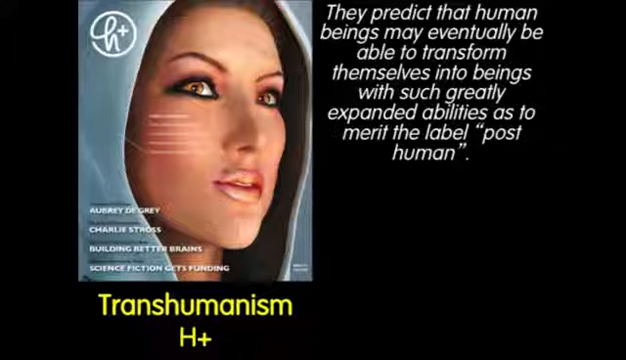 h+
They predict that human
beings may eventually be
able to transform
themselves into beings
with such greatly
expanded abilities as to
merit the label “post
human”.
AUBREY DE GREY
CHARLIE STROSS
BUILDING BETTER BRAINS
SCIENCE FICTION GETS FUNDING
Transhumanism
H+